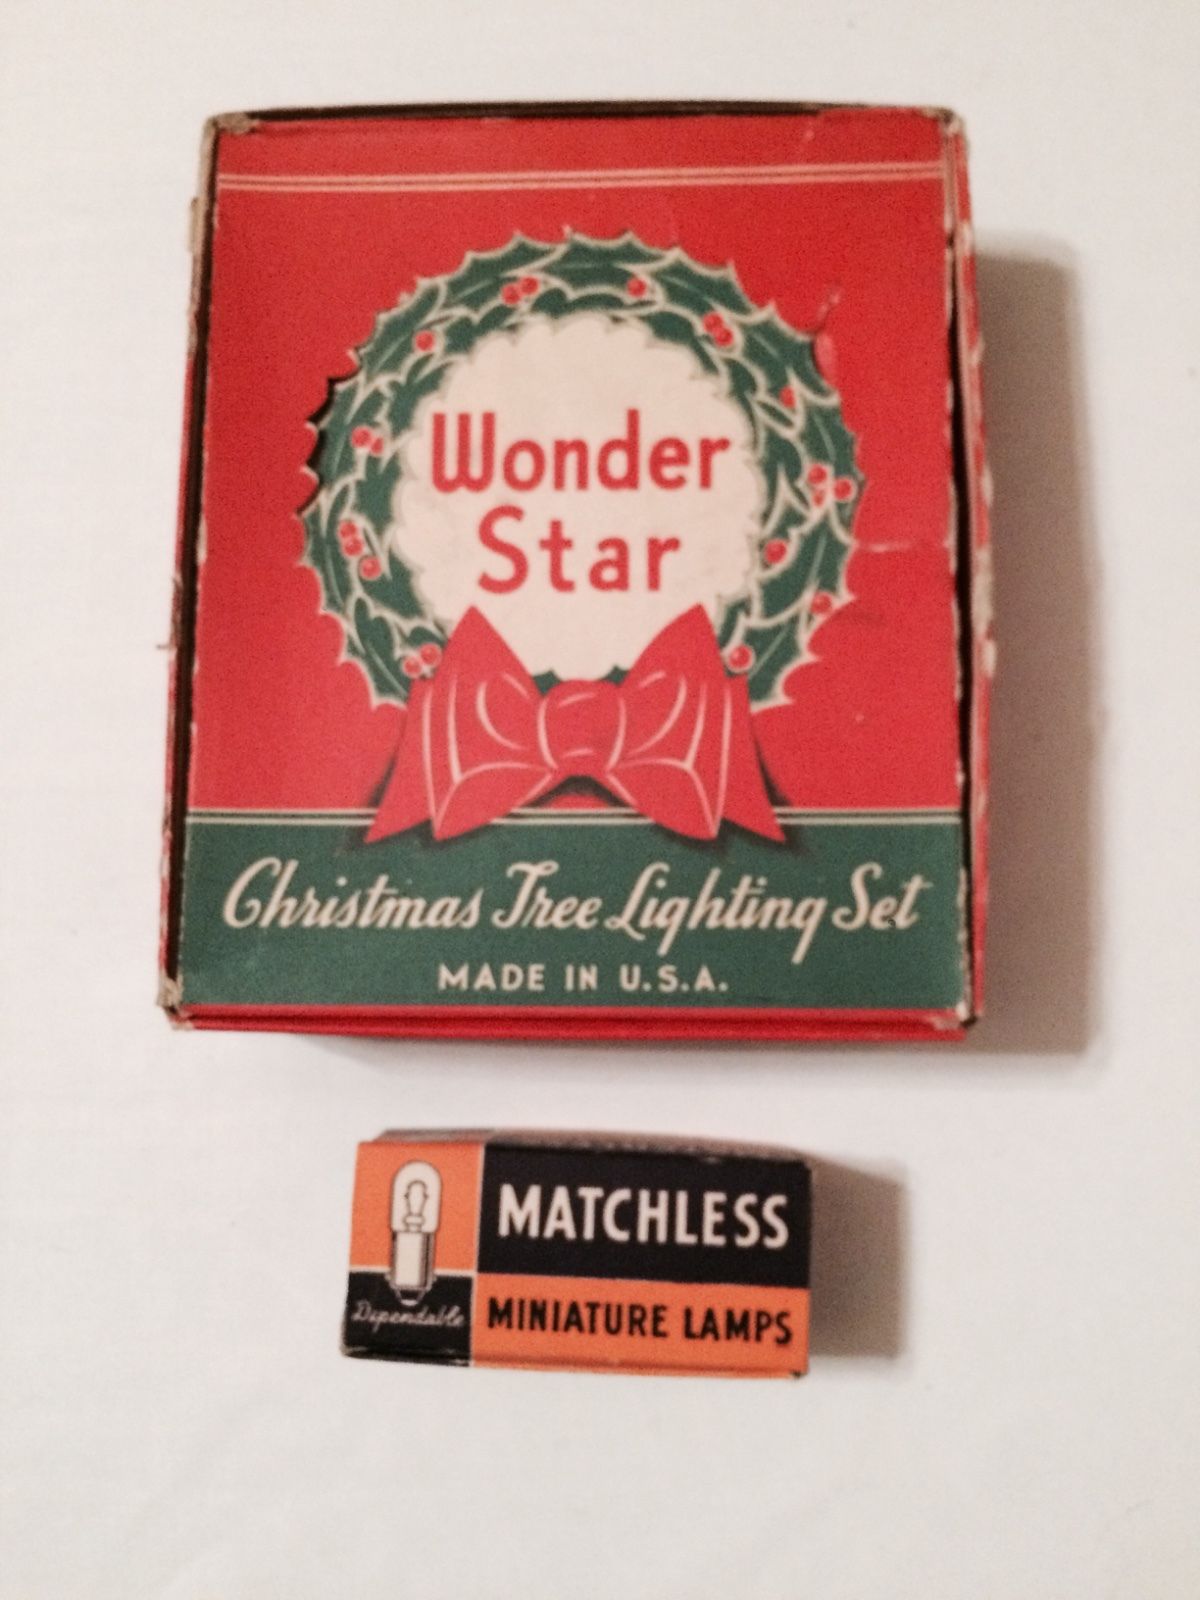 Wonder
Star
Christmas Tree Lighting Set
MADE IN U.S.A.
MATCHLESS
Dependable
MINIATURE LAMPS